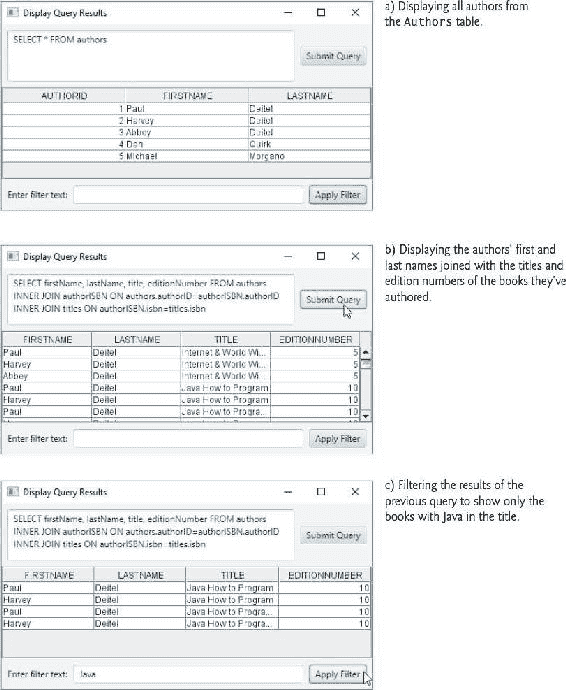 Display Query Results
SELECT * FROM authors
Submit Query
AUTHORID FIRSTNAME LASTNAME
1 Paul Deitel
2 Harvey Deitel
3 Abbey Deitel
4 Dan Quirk
5 Michael Morgano
Enter filter text: Apply Filter
a) Displaying all authors from
the Authors table.
Display Query Results
SELECT firstName, lastName, title, editionNumber FROM authors
INNER JOIN authorISBN ON authors.authorID=authorISBN.authorID
INNER JOIN titles ON authorISBN.isbn=titles.isbn
Submit Query
FIRSTNAME LASTNAME TITLE EDITIONNUMBER
Paul Deitel Internet & World Wi... 5
Harvey Deitel Internet & World Wi... 5
Abbey Deitel Internet & World Wi... 5
Paul Deitel Java How to Program 10
Harvey Deitel Java How to Program 10
Paul Deitel Java How to Progra... 10
Enter filter text: Apply Filter
b) Displaying the authors' first and
last names joined with the titles and
edition numbers of the books they've
authored.
Display Query Results
SELECT firstName, lastName, title, editionNumber FROM authors
INNER JOIN authorISBN ON authors.authorID=authorISBN.authorID
INNER JOIN titles ON authorISBN.isbn=titles.isbn
Submit Query
FIRSTNAME LASTNAME TITLE EDITIONNUMBER
Paul Deitel Java How to Program 10
Harvey Deitel Java How to Program 10
Paul Deitel Java How to Progra... 10
Harvey Deitel Java How to Progra... 10
Enter filter text: Java Apply Filter
c) Filtering the results of the
previous query to show only the
books with Java in the title.